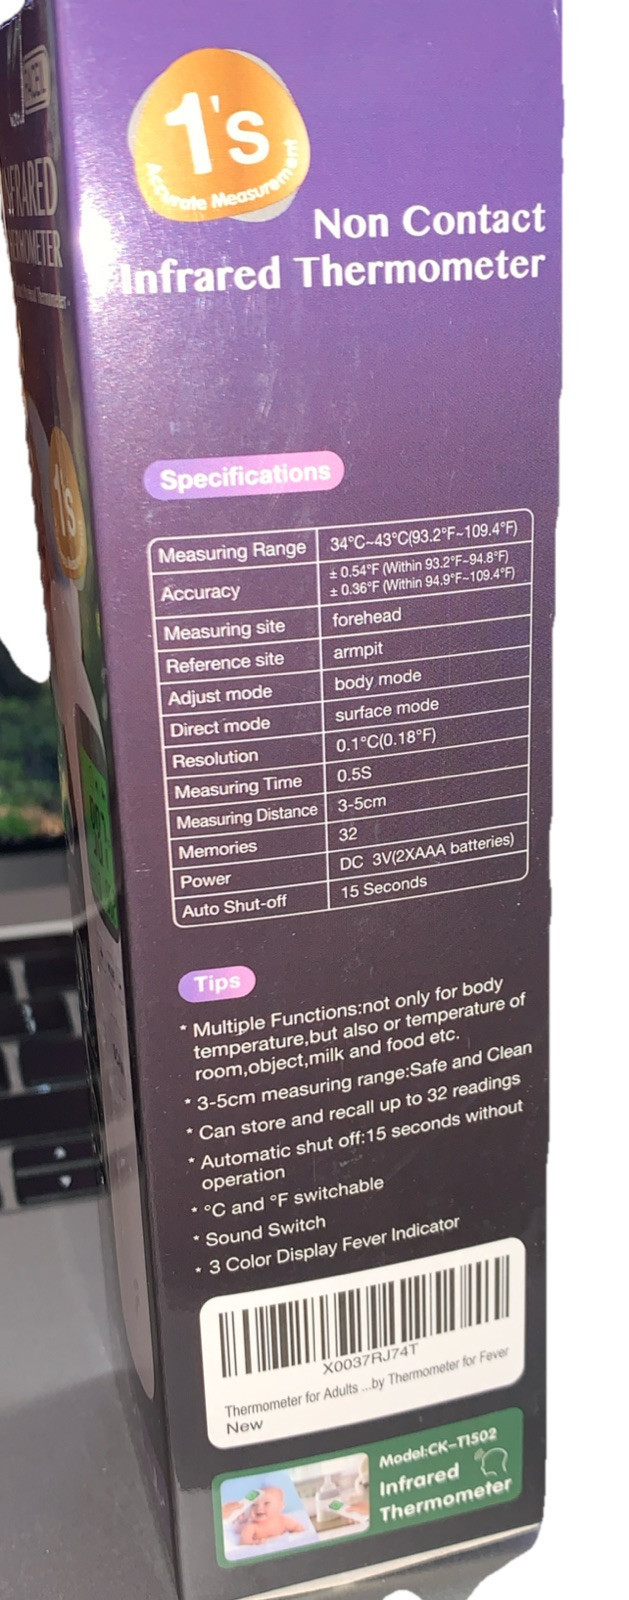 1's
Accurate Measurement
Non Contact
Infrared Thermometer
Specifications
Measuring Range 34°C~43°C(93.2°F~109.4°F)
Accuracy ± 0.54°F (Within 93.2°F~94.8°F)
± 0.36°F (Within 94.9°F~109.4°F)
Measuring site forehead
Reference site armpit
Adjust mode body mode
Direct mode surface mode
Resolution 0.1°C(0.18°F)
Measuring Time 0.5S
Measuring Distance 3-5cm
Memories 32
Power DC 3V(2XAAA batteries)
Auto Shut-off 15 Seconds
Tips
* Multiple Functions:not only for body
temperature,but also or temperature of
room,object,milk and food etc.
* 3-5cm measuring range:Safe and Clean
* Can store and recall up to 32 readings
* Automatic shut off:15 seconds without
operation
* °C and °F switchable
* Sound Switch
* 3 Color Display Fever Indicator
X0037RJ74T
Thermometer for Adults ...by Thermometer for Fever
New
Model:CK-T1502
Infrared
Thermometer
1's